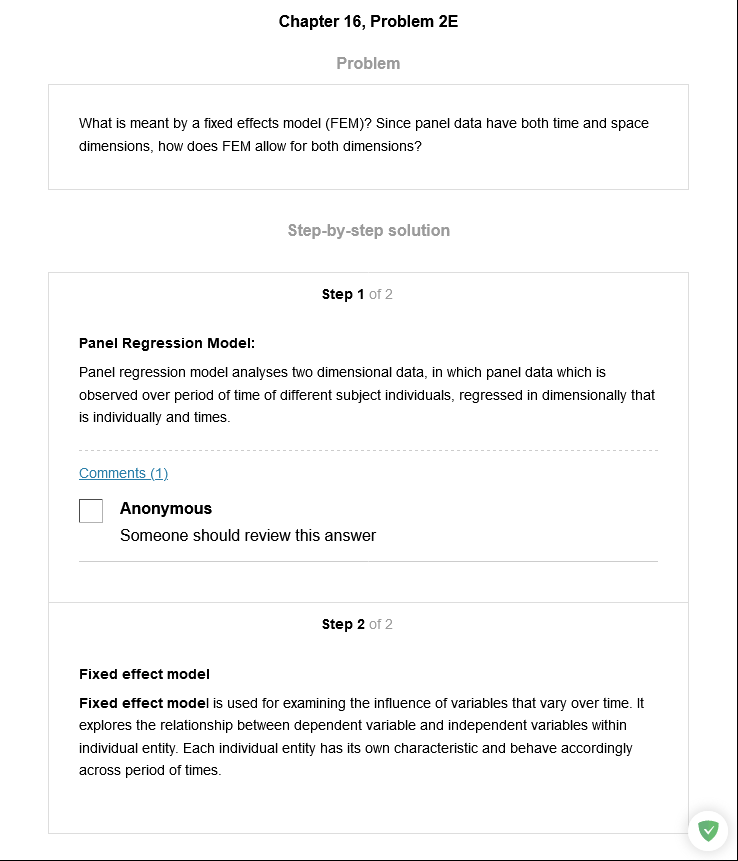 Chapter 16, Problem 2E
Problem
What is meant by a fixed effects model (FEM)? Since panel data have both time and space
dimensions, how does FEM allow for both dimensions?
Step-by-step solution
Step 1 of 2
Panel Regression Model:
Panel regression model analyses two dimensional data, in which panel data which is
observed over period of time of different subject individuals, regressed in dimensionally that
is individually and times.
Comments (1)
Anonymous
Someone should review this answer
Step 2 of 2
Fixed effect model
Fixed effect model is used for examining the influence of variables that vary over time. It
explores the relationship between dependent variable and independent variables within
individual entity. Each individual entity has its own characteristic and behave accordingly
across period of times.